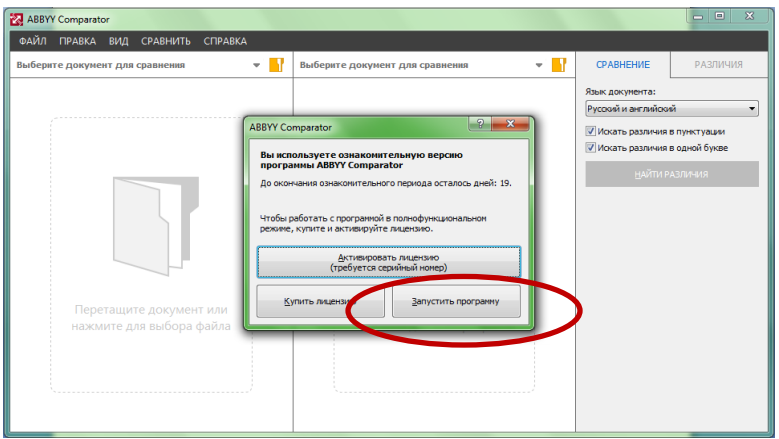 ABBYY Comparator
ФАЙЛ ПРАВКА ВИД СРАВНИТЬ СПРАВКА
Выберите документ для сравнения
Выберите документ для сравнения
СРАВНЕНИЕ РАЗЛИЧИЯ
Язык документа:
Русский и английский
Искать различия в пунктуации
Искать различия в одной букве
НАЙТИ РАЗЛИЧИЯ
Перетащите документ или
нажмите для выбора файла
ABBYY Comparator
Вы используете ознакомительную версию
программы ABBYY Comparator
До окончания ознакомительного периода осталось дней: 19.
Чтобы работать с программой в полнофункциональном
режиме, купите и активируйте лицензию.
Активировать лицензию
(требуется серийный номер)
Купить лицензию
Запустить программу